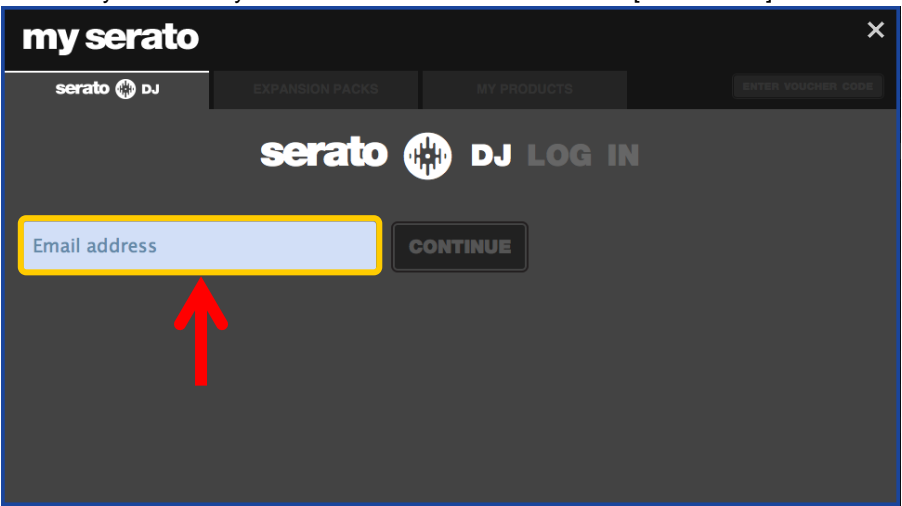 my serato
serato DJ
EXPANSION PACKS
MY PRODUCTS
ENTER VOUCHER CODE
serato DJ LOG IN
Email address
CONTINUE